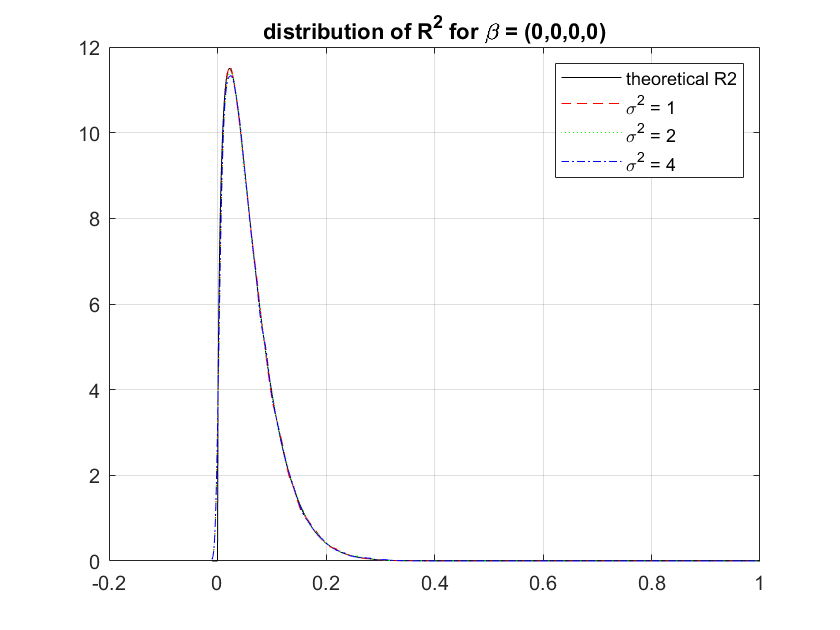 distribution of R² for β = (0,0,0,0)
12
10
8
6
4
2
0
-0.2
0
0.2
0.4
0.6
0.8
1
theoretical R2
σ² = 1
σ² = 2
σ² = 4